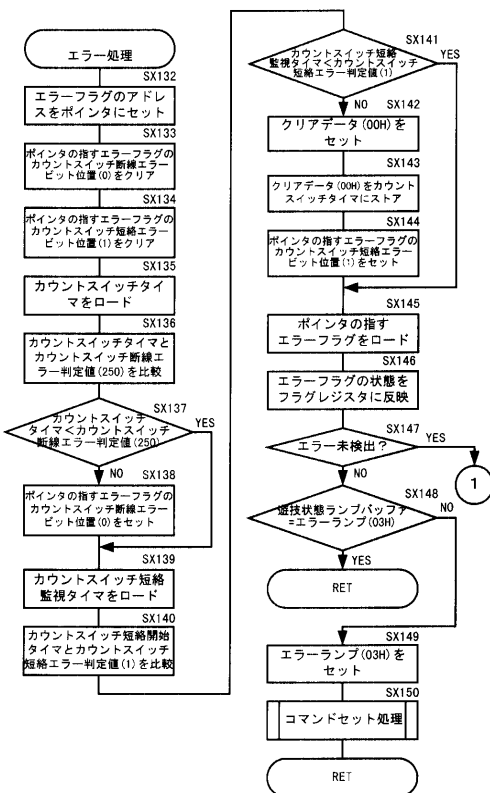 エラー処理
SX132
エラーフラグのアドレ
スをポインタにセット
SX133
ポインタの指すエラーフラグの
カウントスイッチ断線エラー
ビット位置(0)をクリア
SX134
ポインタの指すエラーフラグの
カウントスイッチ短絡エラー
ビット位置(1)をクリア
SX135
カウントスイッチタイ
マをロード
SX136
カウントスイッチタイマと
カウントスイッチ断線エ
ラー判定値(250)を比較
SX137
カウントスイッチ
タイマ<カウントスイッチ
断線エラー判定値(250)
YES
NO
SX138
ポインタの指すエラーフラグの
カウントスイッチ断線エラー
ビット位置(0)をセット
SX139
カウントスイッチ短絡
監視タイマをロード
SX140
カウントスイッチ短絡開始
タイマとカウントスイッチ
短絡エラー判定値(1)を比較
SX141
カウントスイッチ短絡
監視タイマ<カウントスイッチ
短絡エラー判定値(1)
YES
NO
SX142
クリアデータ(00H)を
セット
SX143
クリアデータ(00H)をカウント
スイッチタイマにストア
SX144
ポインタの指すエラーフラグの
カウントスイッチ短絡エラー
ビット位置(1)をセット
SX145
ポインタの指す
エラーフラグをロード
SX146
エラーフラグの状態を
フラグレジスタに反映
SX147
エラー未検出?
YES
NO
1
SX148
遊技状態ランプバッファ
=エラーランプ(03H)
NO
YES
RET
SX149
エラーランプ(03H)を
セット
SX150
コマンドセット処理
RET